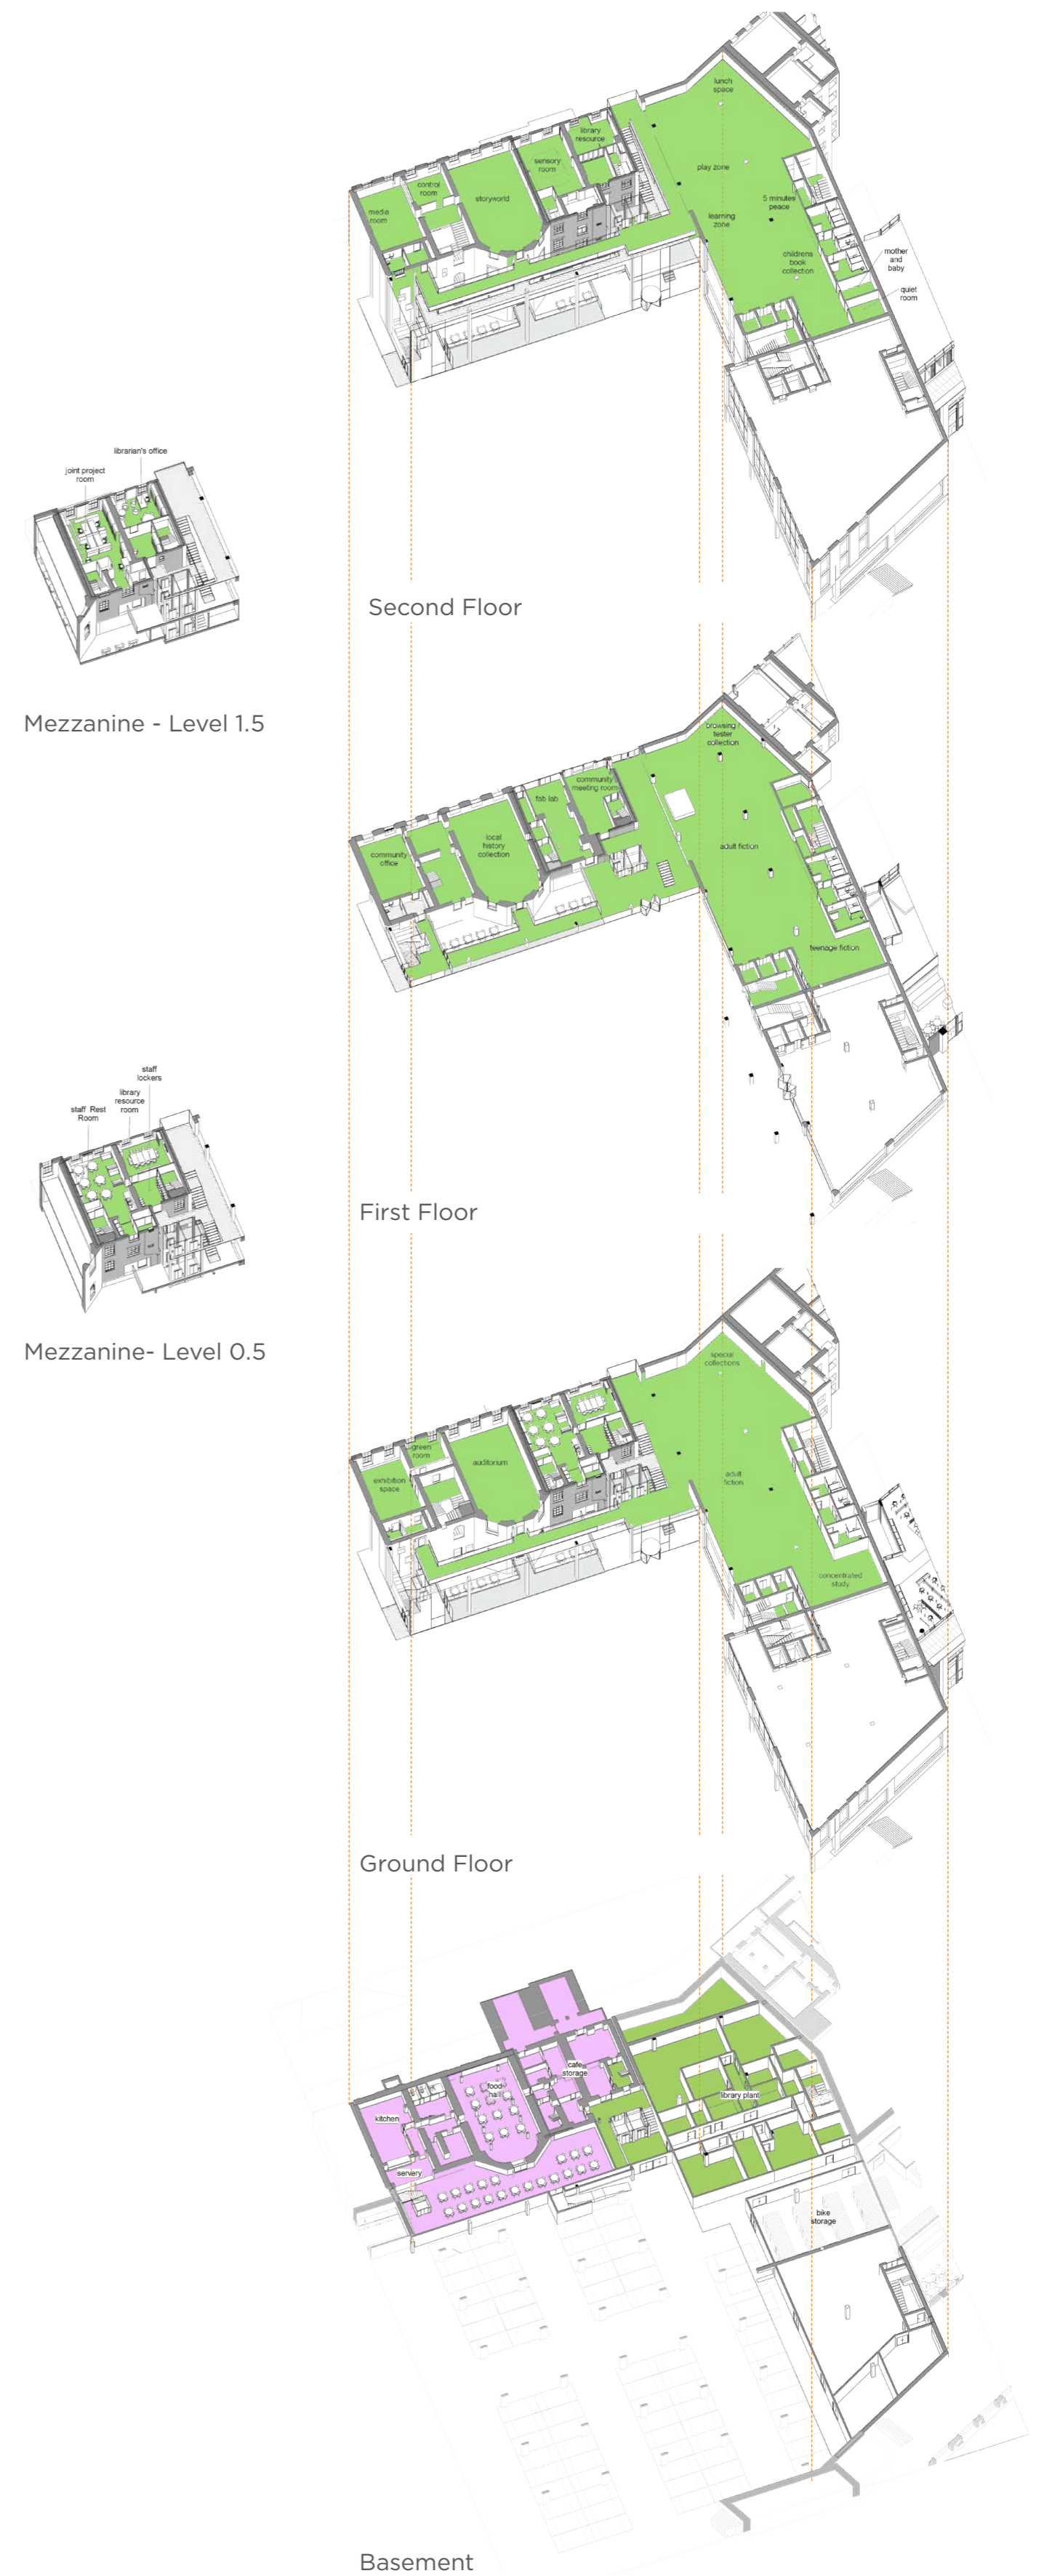 lunch
space
library
resource
sensory
room
play zone
control
room
storyworld
media
room
5 minutes
peace
learning
zone
childrens
book
collection
mother
and
baby
quiet
room
Second Floor
librarian's office
joint project
room
Mezzanine - Level 1.5
browsing /
tester
collection
community
meeting room
fab lab
local
history
collection
community
office
adult fiction
teenage fiction
First Floor
staff
lockers
library
resource
room
staff Rest
Room
Mezzanine- Level 0.5
special
collections
green
room
auditorium
exhibition
space
adult
fiction
concentrated
study
Ground Floor
cafe
storage
food
hall
kitchen
library plant
servery
bike
storage
Basement